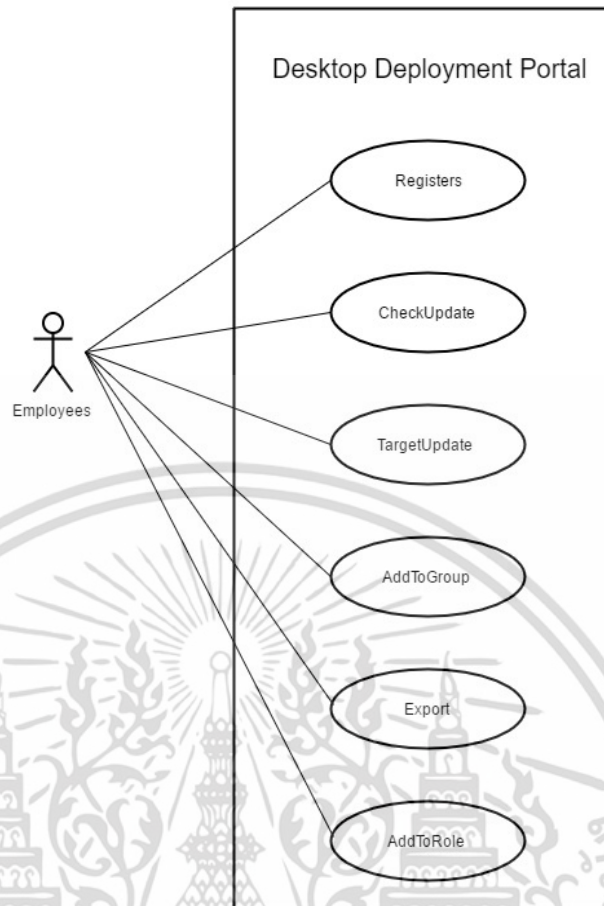 Desktop Deployment Portal
Registers
CheckUpdate
Employees
TargetUpdate
AddToGroup
Export
AddToRole